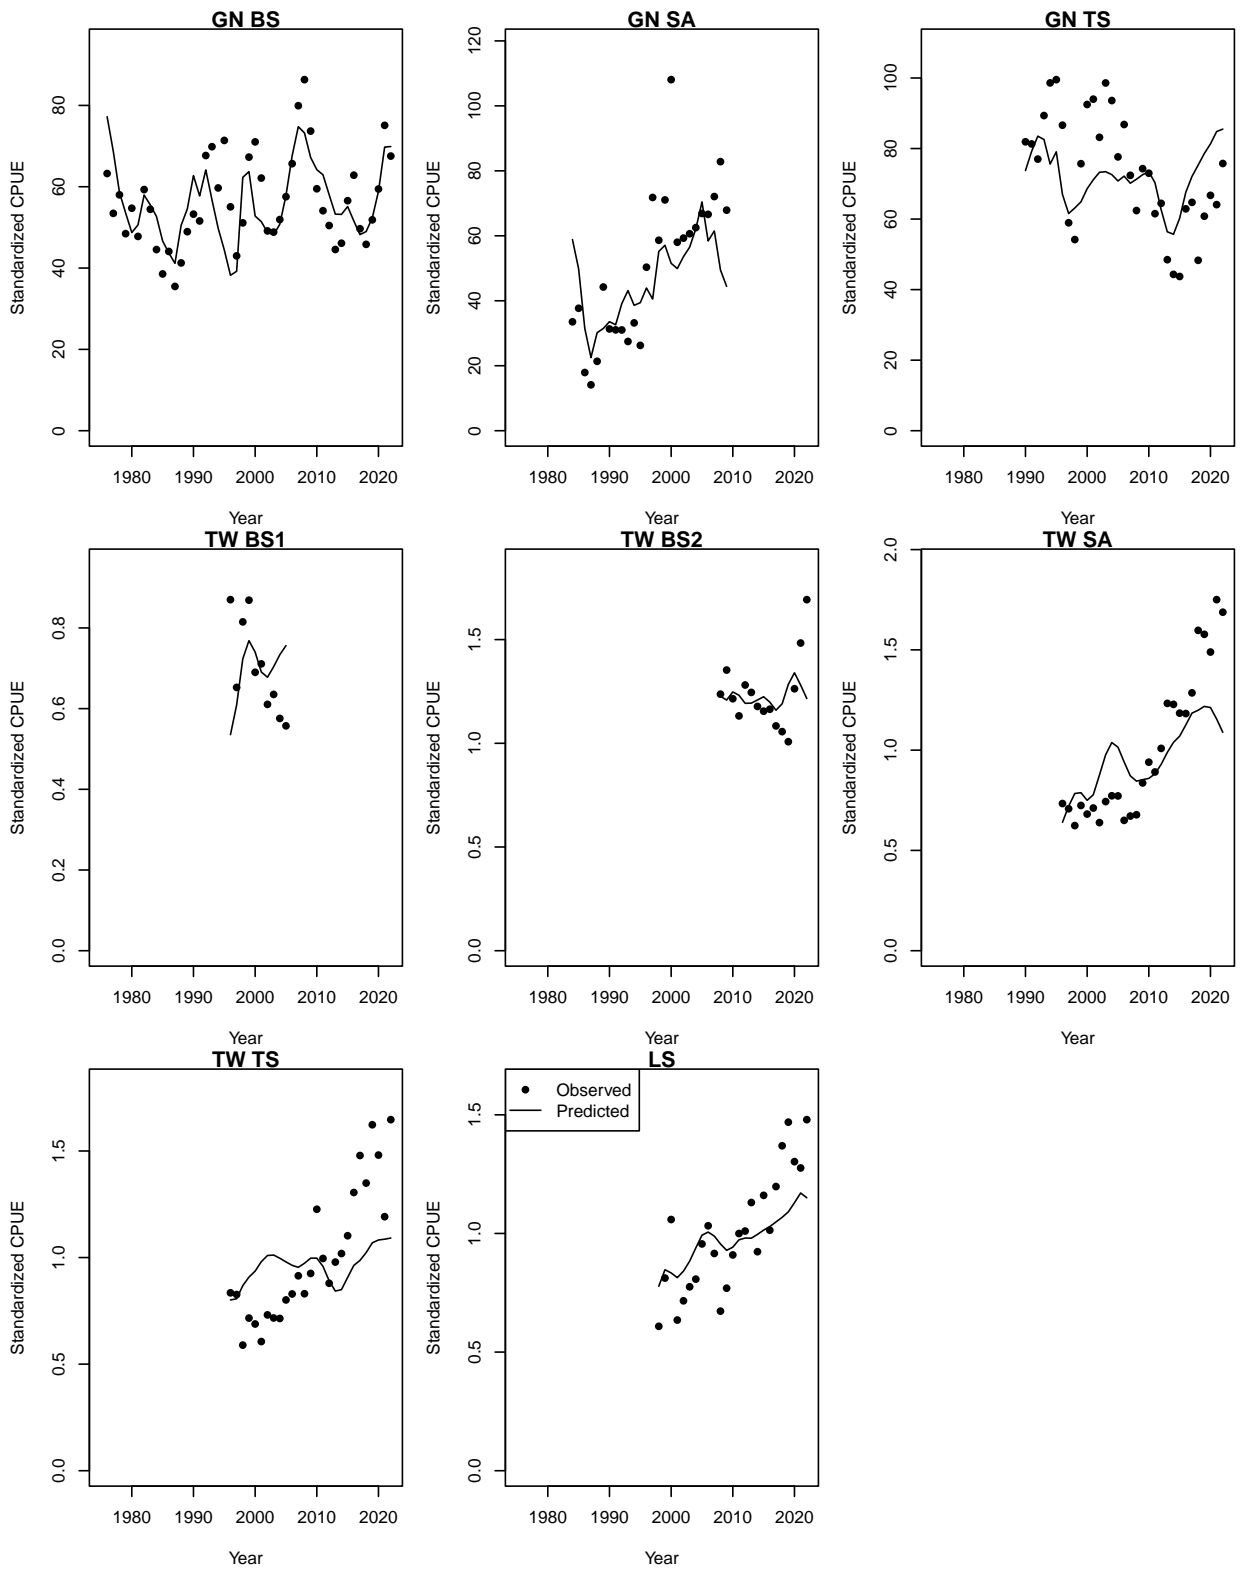 GN BS
Standardized CPUE
80
60
40
20
0
1980 1990 2000 2010 2020
Year
GN SA
Standardized CPUE
120
100
80
60
40
20
0
1980 1990 2000 2010 2020
Year
GN TS
Standardized CPUE
100
80
60
40
20
0
1980 1990 2000 2010 2020
Year
TW BS1
Standardized CPUE
0.8
0.6
0.4
0.2
0.0
1980 1990 2000 2010 2020
Year
TW BS2
Standardized CPUE
1.5
1.0
0.5
0.0
1980 1990 2000 2010 2020
Year
TW SA
Standardized CPUE
2.0
1.5
1.0
0.5
0.0
1980 1990 2000 2010 2020
Year
TW TS
Standardized CPUE
1.5
1.0
0.5
0.0
1980 1990 2000 2010 2020
Year
LS
Observed
Predicted
Standardized CPUE
1.5
1.0
0.5
0.0
1980 1990 2000 2010 2020
Year